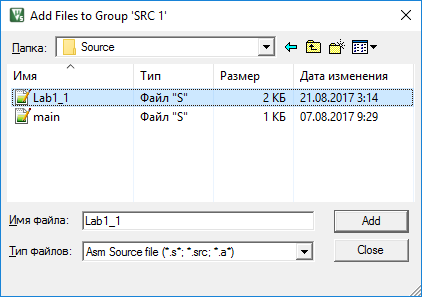 Add Files to Group 'SRC 1'
Папка: Source
Имя Тип Размер Дата изменения
Lab1_1 Файл "S" 2 КБ 21.08.2017 3:14
main Файл "S" 1 КБ 07.08.2017 9:29
Имя файла: Lab1_1 Add
Тип файлов: Asm Source file (*.s*; *.src; *.a*) Close